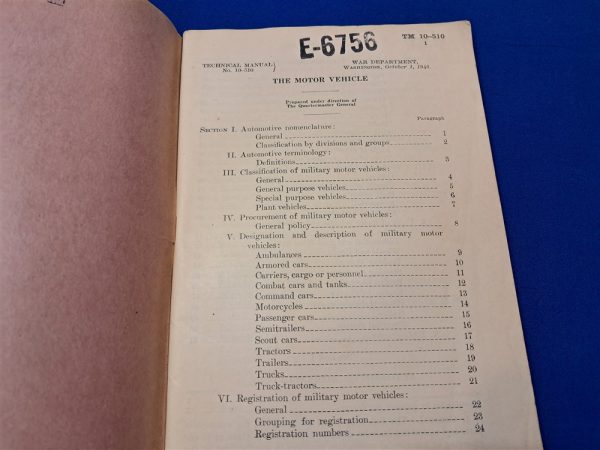 E-6756
TM 10-510
1
TECHNICAL MANUAL
No. 10-510
WAR DEPARTMENT,
WASHINGTON, October 1, 1941.
THE MOTOR VEHICLE
Prepared under direction of
The Quartermaster General
Paragraph
SECTION I. Automotive nomenclature:
General 1
Classification by divisions and groups 2
II. Automotive terminology:
Definitions 3
III. Classification of military motor vehicles:
General 4
General purpose vehicles 5
Special purpose vehicles 6
Plant vehicles 7
IV. Procurement of military motor vehicles:
General policy 8
V. Designation and description of military motor
vehicles:
Ambulances 9
Armored cars 10
Carriers, cargo or personnel 11
Combat cars and tanks 12
Command cars 13
Motorcycles 14
Passenger cars 15
Semitrailers 16
Scout cars 17
Tractors 18
Trailers 19
Trucks 20
Truck-tractors 21
VI. Registration of military motor vehicles:
General 22
Grouping for registration 23
Registration numbers 24